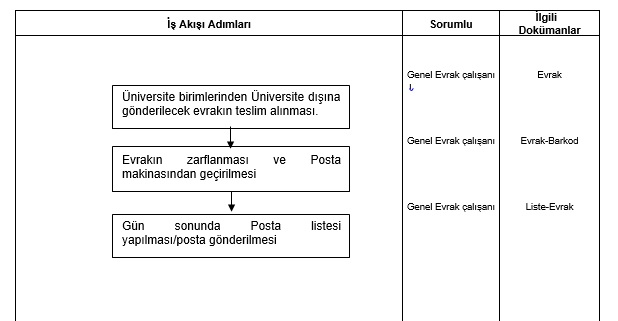 İş Akışı Adımları
Sorumlu
İlgili
Dokümanlar
Üniversite birimlerinden Üniversite dışına
gönderilecek evrakın teslim alınması.
Genel Evrak çalışanı
Evrak
Evrakın zarflanması ve Posta
makinasından geçirilmesi
Genel Evrak çalışanı
Evrak-Barkod
Gün sonunda Posta listesi
yapılması/posta gönderilmesi
Genel Evrak çalışanı
Liste-Evrak